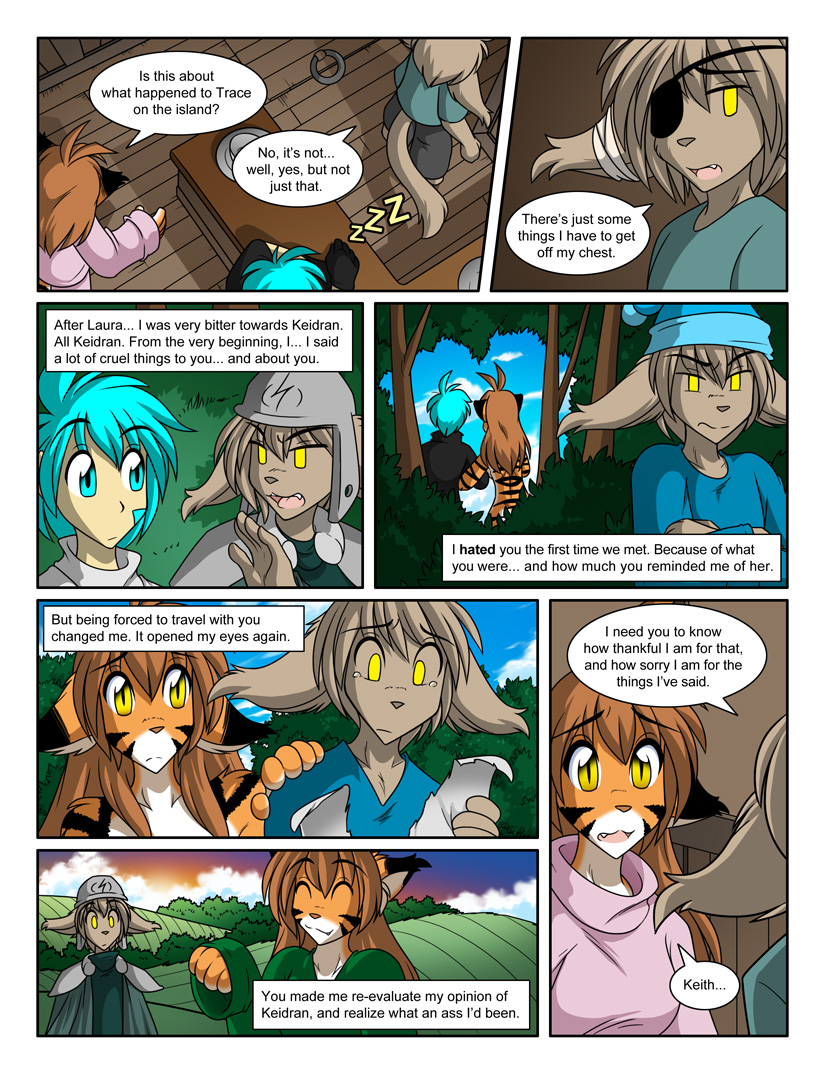 Is this about
what happened to Trace
on the island?
No, it's not...
well, yes, but not
just that.
zZZ
There's just some
things I have to get
off my chest.
After Laura... I was very bitter towards Keidran.
All Keidran. From the very beginning, I... I said
a lot of cruel things to you... and about you.
I hated you the first time we met. Because of what
you were... and how much you reminded me of her.
But being forced to travel with you
changed me. It opened my eyes again.
You made me re-evaluate my opinion of
Keidran, and realize what an ass I'd been.
I need you to know
how thankful I am for that,
and how sorry I am for the
things I've said.
Keith...